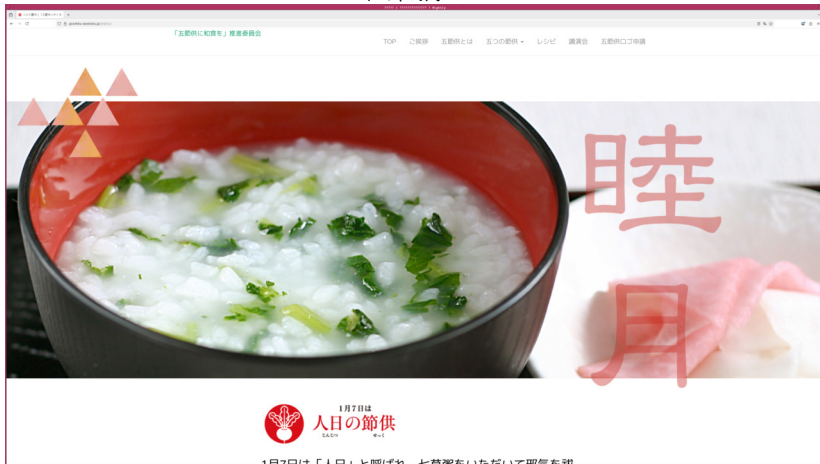 「五節供に和食を」推進委員会
TOP ご挨拶 五節供とは 五つの節供 レシピ 講演会 五節供ロゴ申請
睦月
1月7日は
人日の節供
じんじつ せっく
1月7日は「人日」と呼ばれ、七草粥をいただいて邪気を祓